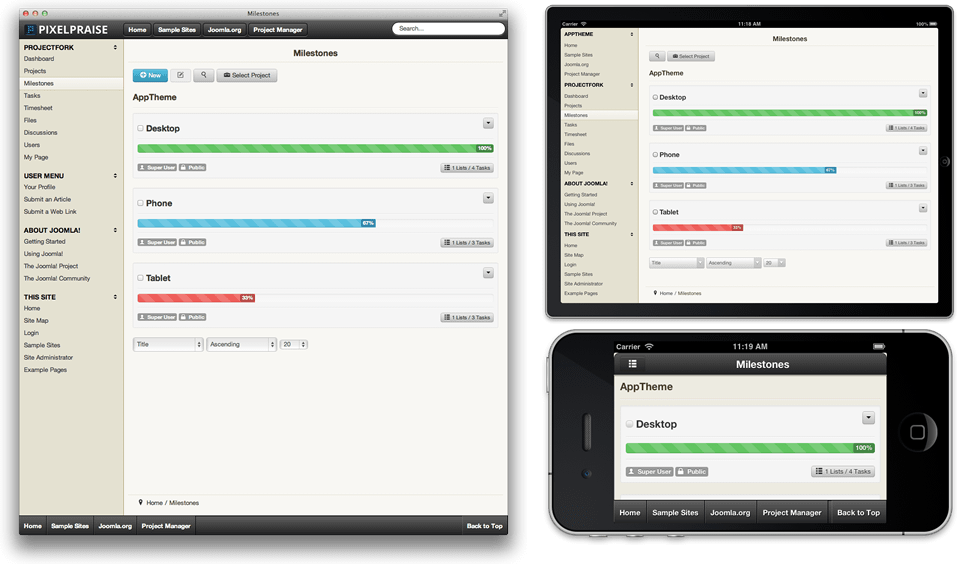 Milestones
PIXELPRAISE
Home Sample Sites Joomla.org Project Manager
Search...
PROJECTFORK
Dashboard
Projects
Milestones
Tasks
Timesheet
Files
Discussions
Users
My Page
USER MENU
Your Profile
Submit an Article
Submit a Web Link
ABOUT JOOMLA!
Getting Started
Using Joomla!
The Joomla! Project
The Joomla! Community
THIS SITE
Home
Site Map
Login
Sample Sites
Site Administrator
Example Pages
Milestones
New Select Project
AppTheme
Desktop
100%
Super User Public 1 Lists / 4 Tasks
Phone
67%
Super User Public 1 Lists / 3 Tasks
Tablet
33%
Super User Public 1 Lists / 3 Tasks
Title Ascending 20
Home / Milestones
Home Sample Sites Joomla.org Project Manager Back to Top
Carrier 11:18 AM 100%
APPTHEME
Home
Sample Sites
Joomla.org
Project Manager
PROJECTFORK
Dashboard
Projects
Milestones
Tasks
Timesheet
Files
Discussions
Users
My Page
ABOUT JOOMLA!
Getting Started
Using Joomla!
The Joomla! Project
The Joomla! Community
THIS SITE
Home
Site Map
Login
Sample Sites
Site Administrator
Example Pages
Milestones
Select Project
AppTheme
Desktop
100%
Super User Public 1 Lists / 4 Tasks
Phone
67%
Super User Public 1 Lists / 3 Tasks
Tablet
33%
Super User Public 1 Lists / 3 Tasks
Title Ascending 20
Home / Milestones
Carrier 11:19 AM
Milestones
AppTheme
Desktop
100%
Super User Public 1 Lists / 4 Tasks
Home Sample Sites Joomla.org Project Manager Back to Top